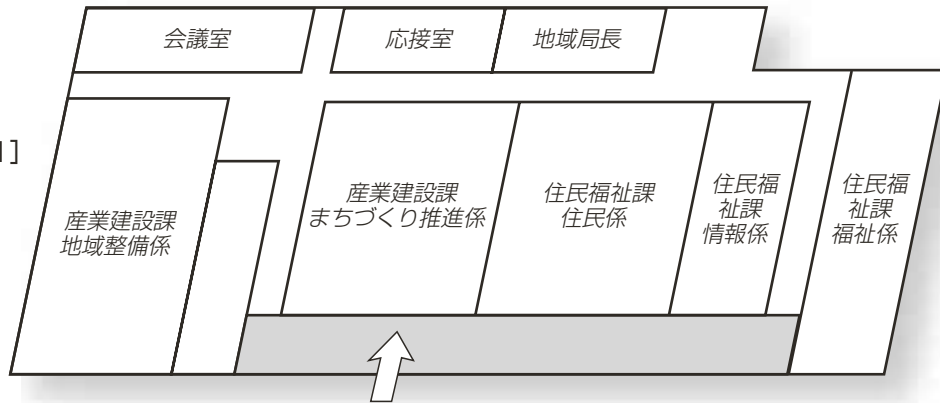 会議室
応接室
地域局長
]
産業建設課
地域整備係
産業建設課
まちづくり推進係
住民福祉課
住民係
住民福
祉課
情報係
住民福
祉課
福祉係